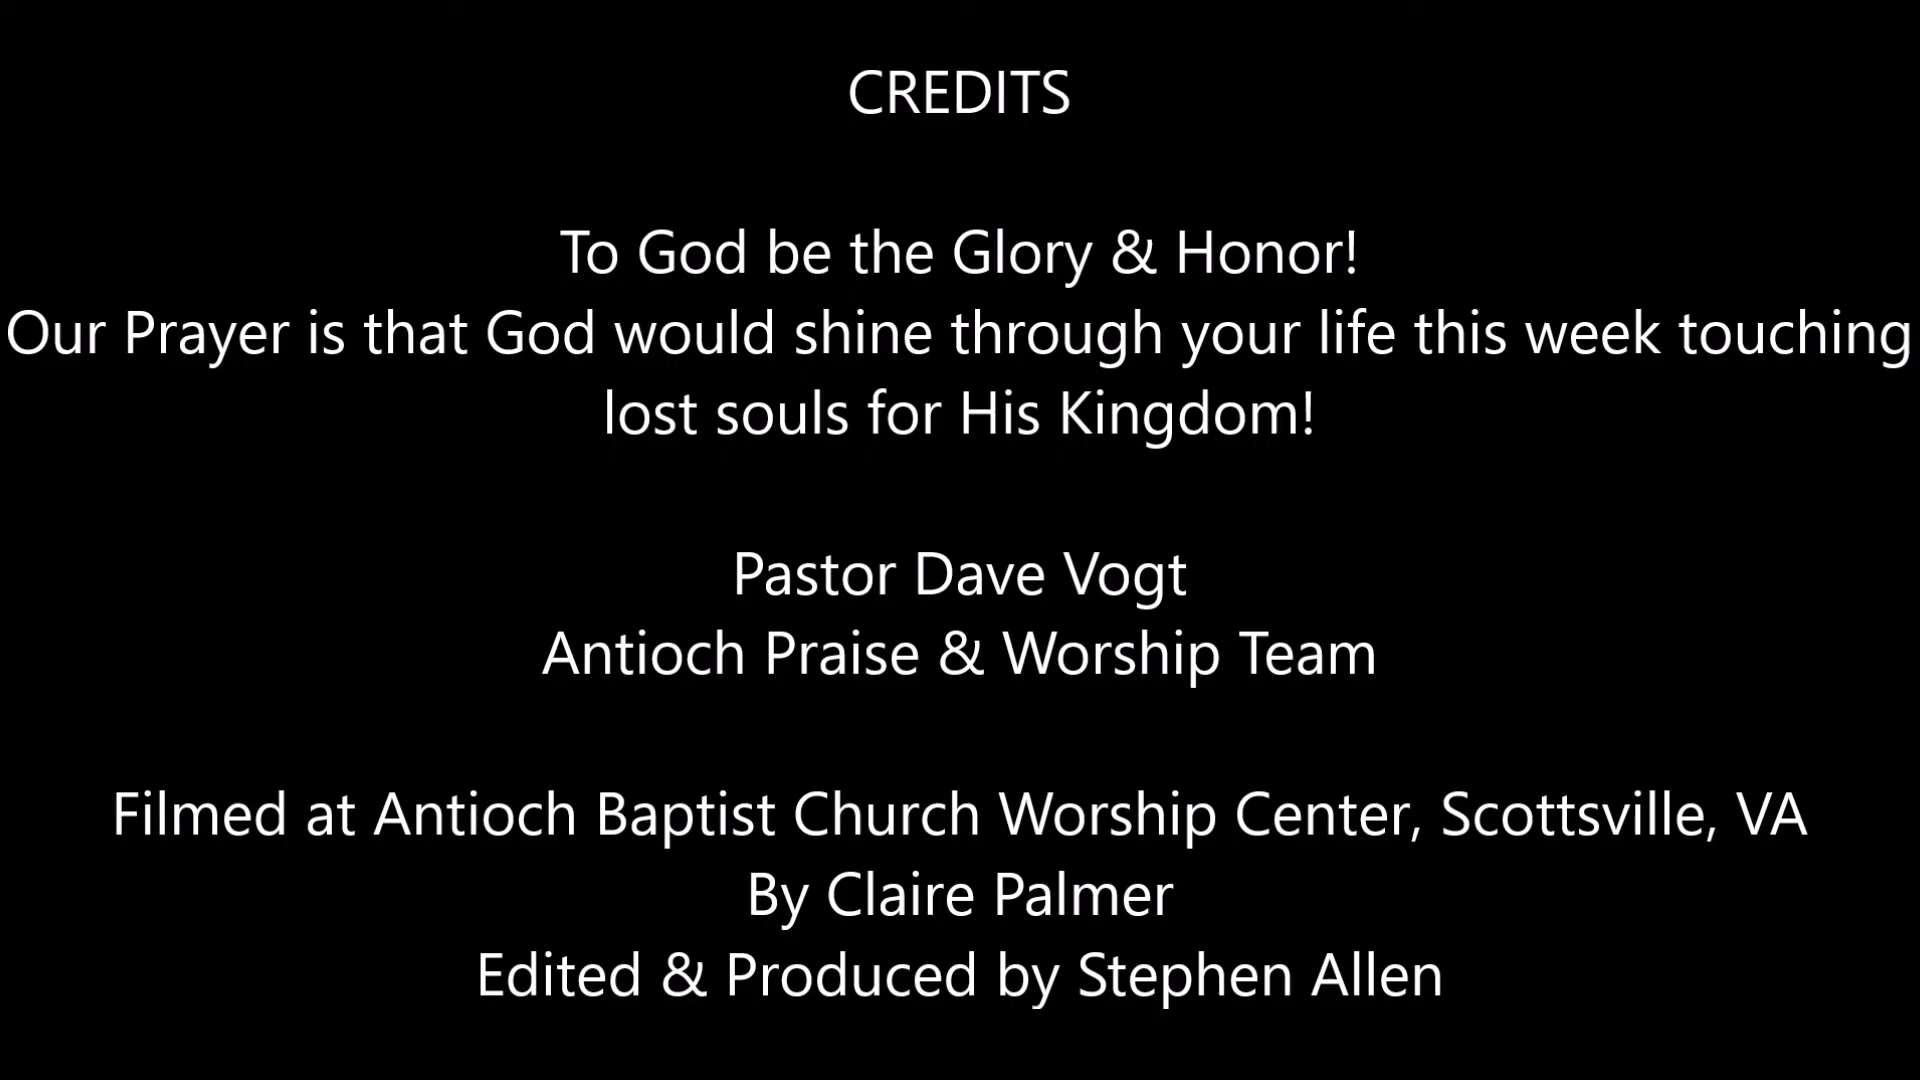 CREDITS
To God be the Glory & Honor!
Our Prayer is that God would shine through your life this week touching
lost souls for His Kingdom!
Pastor Dave Vogt
Antioch Praise & Worship Team
Filmed at Antioch Baptist Church Worship Center, Scottsville, VA
By Claire Palmer
Edited & Produced by Stephen Allen